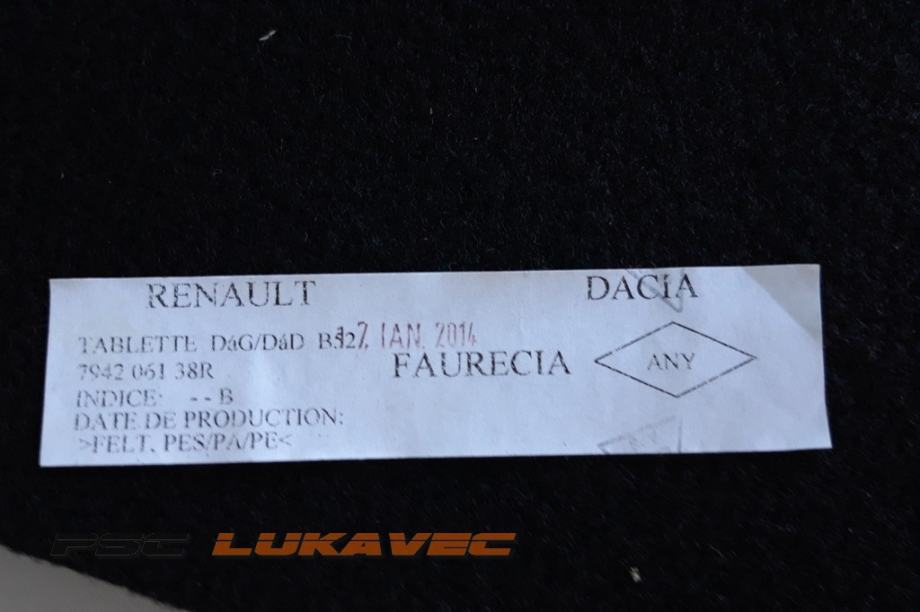 RENAULT DACIA
TABLETTE DáG/DáD B52
17 IAN. 2014
7942 061 38R
FAURECIA
ANY
INDICE: - - B
DATE DE PRODUCTION:
>FELT, PES/PA/PE<
PSC LUKAVEC